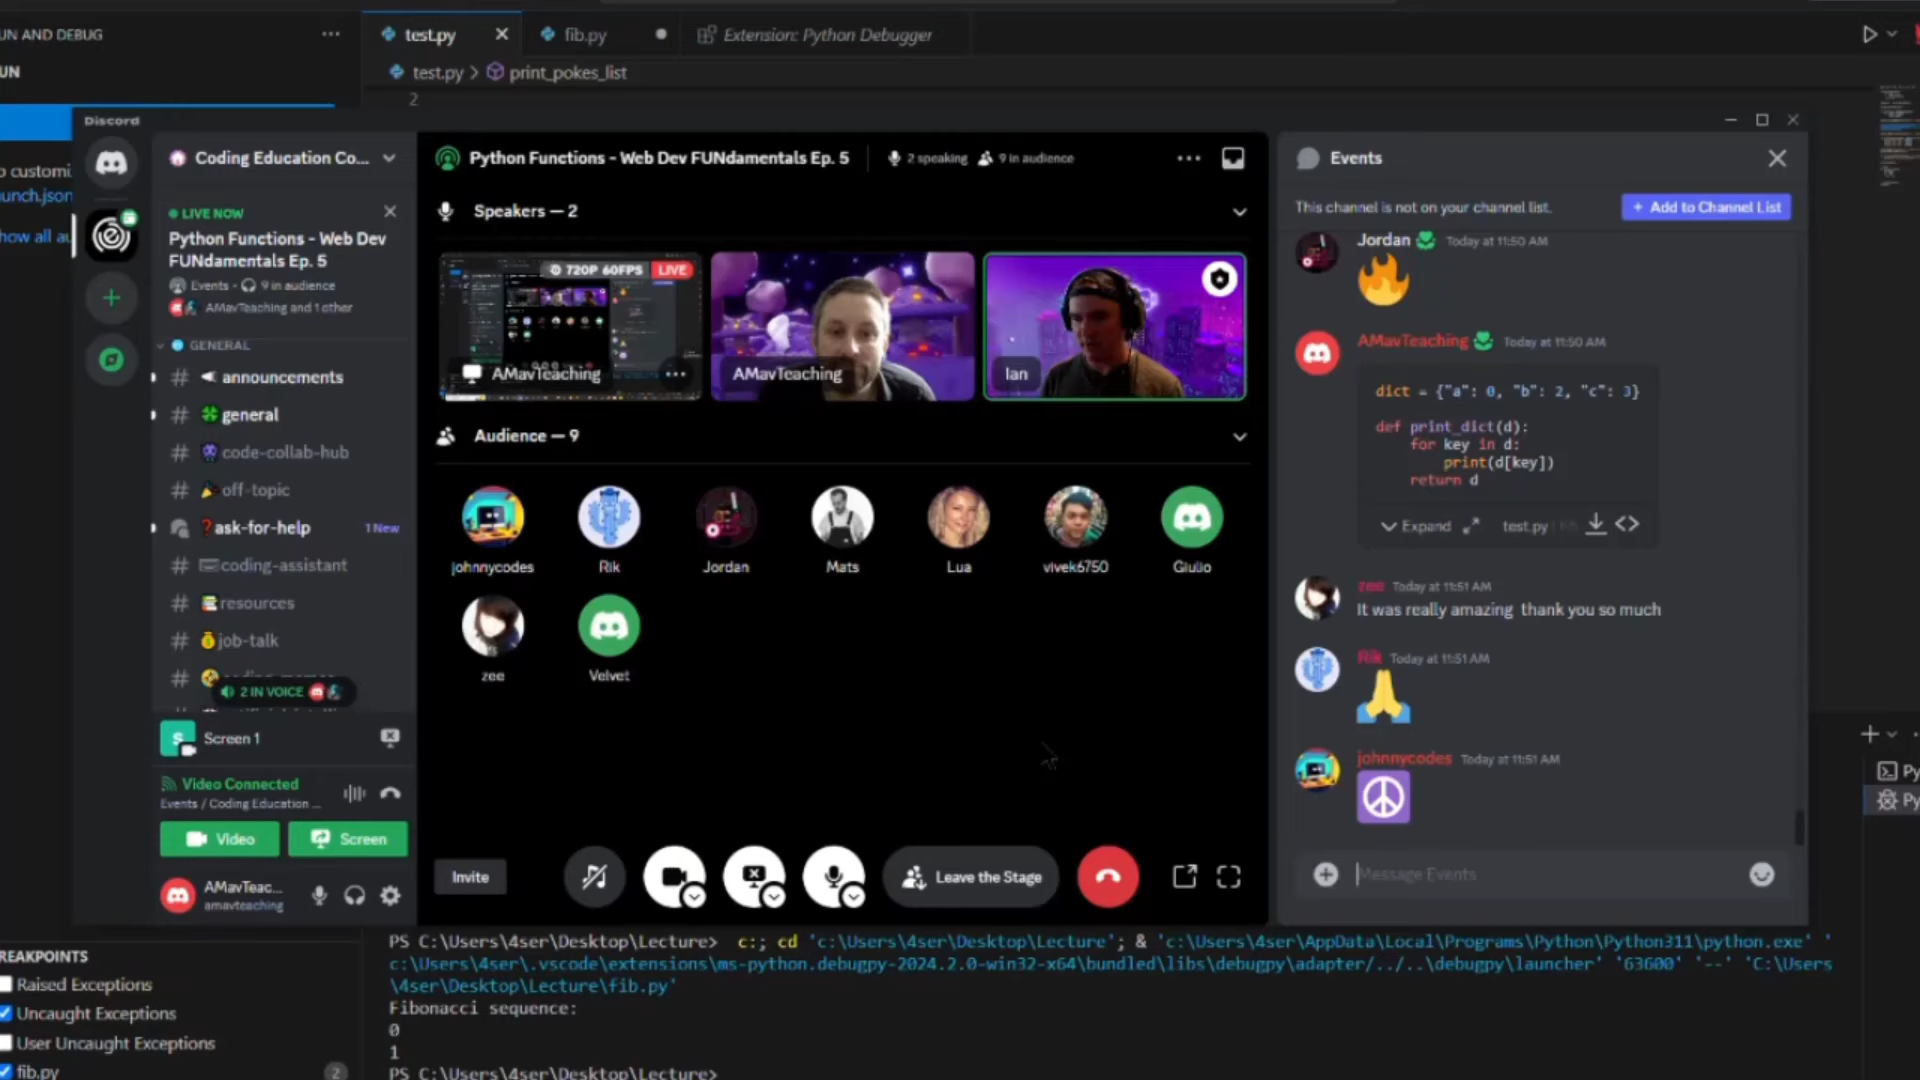 UN AND DEBUG
test.py
fib.py
Extension: Python Debugger
UN
test.py > print_pokes_list
2
Discord
o customi
unch.json
how all au
Coding Education Co...
LIVE NOW
Python Functions - Web Dev
FUNdamentals Ep. 5
Events - 9 in audience
AMavTeaching and 1 other
GENERAL
announcements
general
code-collab-hub
off-topic
ask-for-help
1 New
coding-assistant
resources
job-talk
2 IN VOICE
S
Screen 1
Video Connected
Events / Coding Education ...
Video
Screen
AMavTeac...
amavteaching
Python Functions - Web Dev FUNdamentals Ep. 5
2 speaking
9 in audience
Speakers — 2
720P 60FPS
LIVE
AMavTeaching
AMavTeaching
Ian
Audience — 9
johnnycodes
Rik
Jordan
Mats
Lua
vivek6750
Giulio
zee
Velvet
Invite
Leave the Stage
Events
This channel is not on your channel list.
+ Add to Channel List
Jordan Today at 11:50 AM
AMavTeaching Today at 11:50 AM
dict = {"a": 0, "b": 2, "c": 3}
def print_dict(d):
for key in d:
print(d[key])
return d
Expand
test.py
zee Today at 11:51 AM
It was really amazing thank you so much
Rik Today at 11:51 AM
johnnycodes Today at 11:51 AM
Message Events
Py
Py
REAKPOINTS
Raised Exceptions
Uncaught Exceptions
User Uncaught Exceptions
fib.py
2
PS C:\Users\4ser\Desktop\Lecture> c:; cd 'c:\Users\4ser\Desktop\Lecture'; & 'c:\Users\4ser\AppData\Local\Programs\Python\Python311\python.exe' '
c:\Users\4ser\.vscode\extensions\ms-python.debugpy-2024.2.0-win32-x64\bundled\libs\debugpy\adapter/../..\debugpy\launcher' '63600' '--' 'C:\Users
\4ser\Desktop\Lecture\fib.py'
Fibonacci sequence:
0
1
PS C:\Users\4ser\Desktop\Lecture>